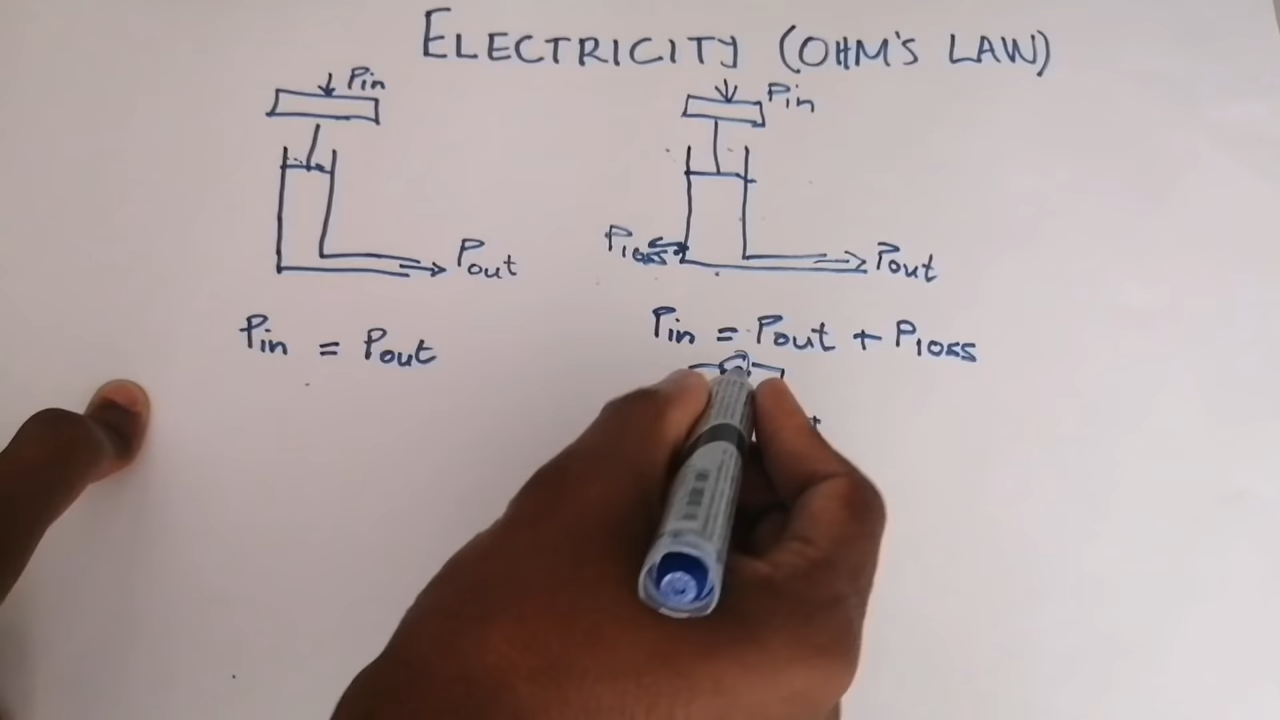 ELECTRICITY (OHM'S LAW)
Pin
Pin
Pout
Ploss
Pout
Pin = Pout
Pin = Pout + Ploss